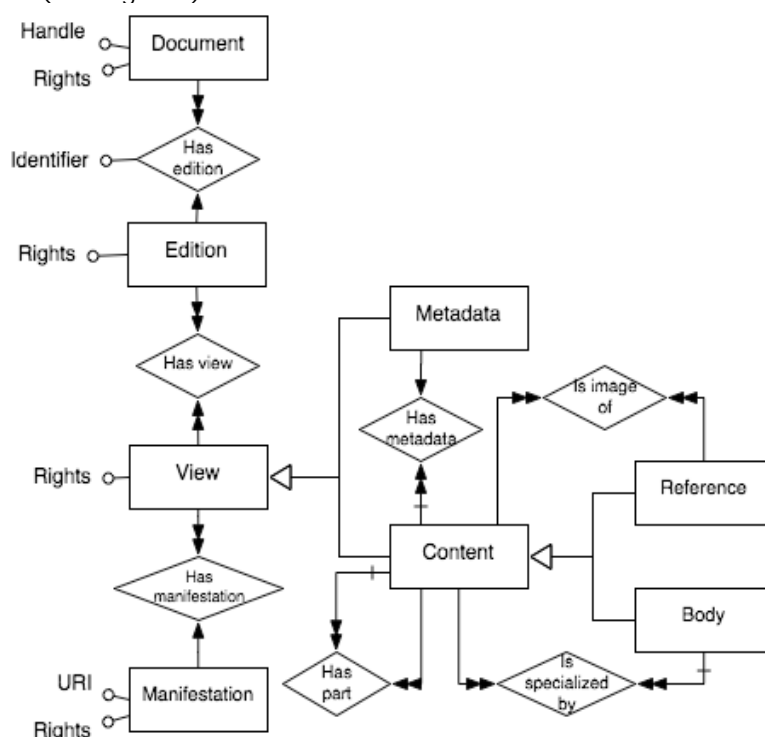 Handle
Document
Rights
Has
edition
Identifier
Rights
Edition
Metadata
Has view
Is image
of
Has
metadata
Rights
View
Reference
Content
Has
manifestation
Body
Has
part
Is
specialized
by
URI
Manifestation
Rights